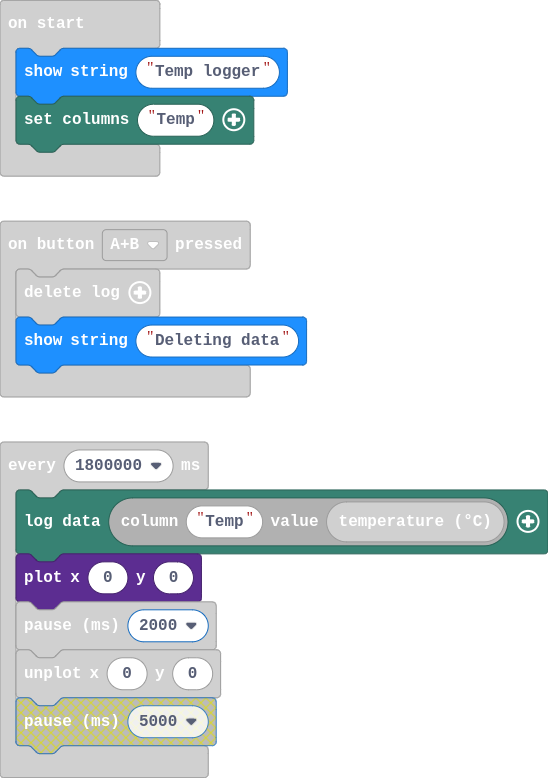 on start
show string "Temp logger"
set columns "Temp"
on button A+B pressed
delete log
show string "Deleting data"
every 1800000 ms
log data column "Temp" value temperature (°C)
plot x 0 y 0
pause (ms) 2000
unplot x 0 y 0
pause (ms) 5000